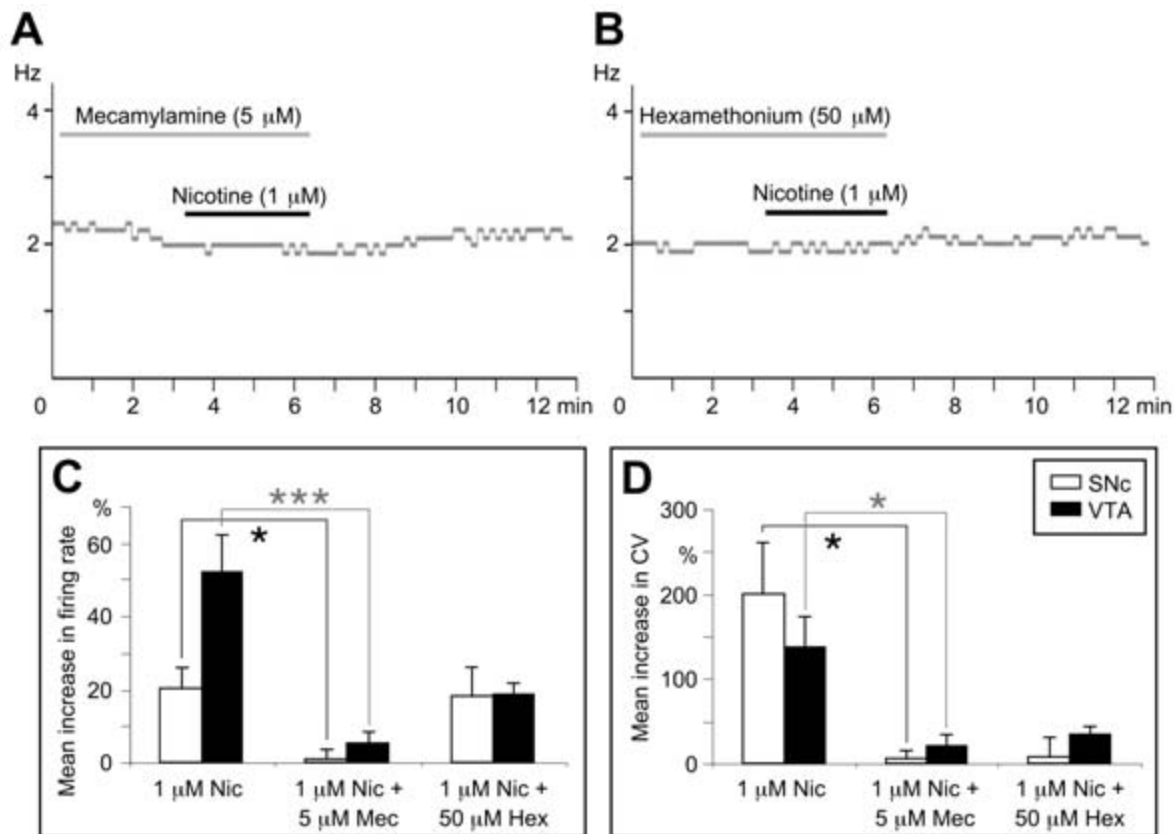 A
Hz
4
Mecamylamine (5 μM)
Nicotine (1 μM)
2
0 2 4 6 8 10 12 min
B
Hz
4
Hexamethonium (50 μM)
Nicotine (1 μM)
2
0 2 4 6 8 10 12 min
C
%
Mean increase in firing rate
60
40
20
0
***
*
1 μM Nic
1 μM Nic +
5 μM Mec
1 μM Nic +
50 μM Hex
D
300
%
Mean increase in CV
200
100
0
*
*
SNc
VTA
1 μM Nic
1 μM Nic +
5 μM Mec
1 μM Nic +
50 μM Hex